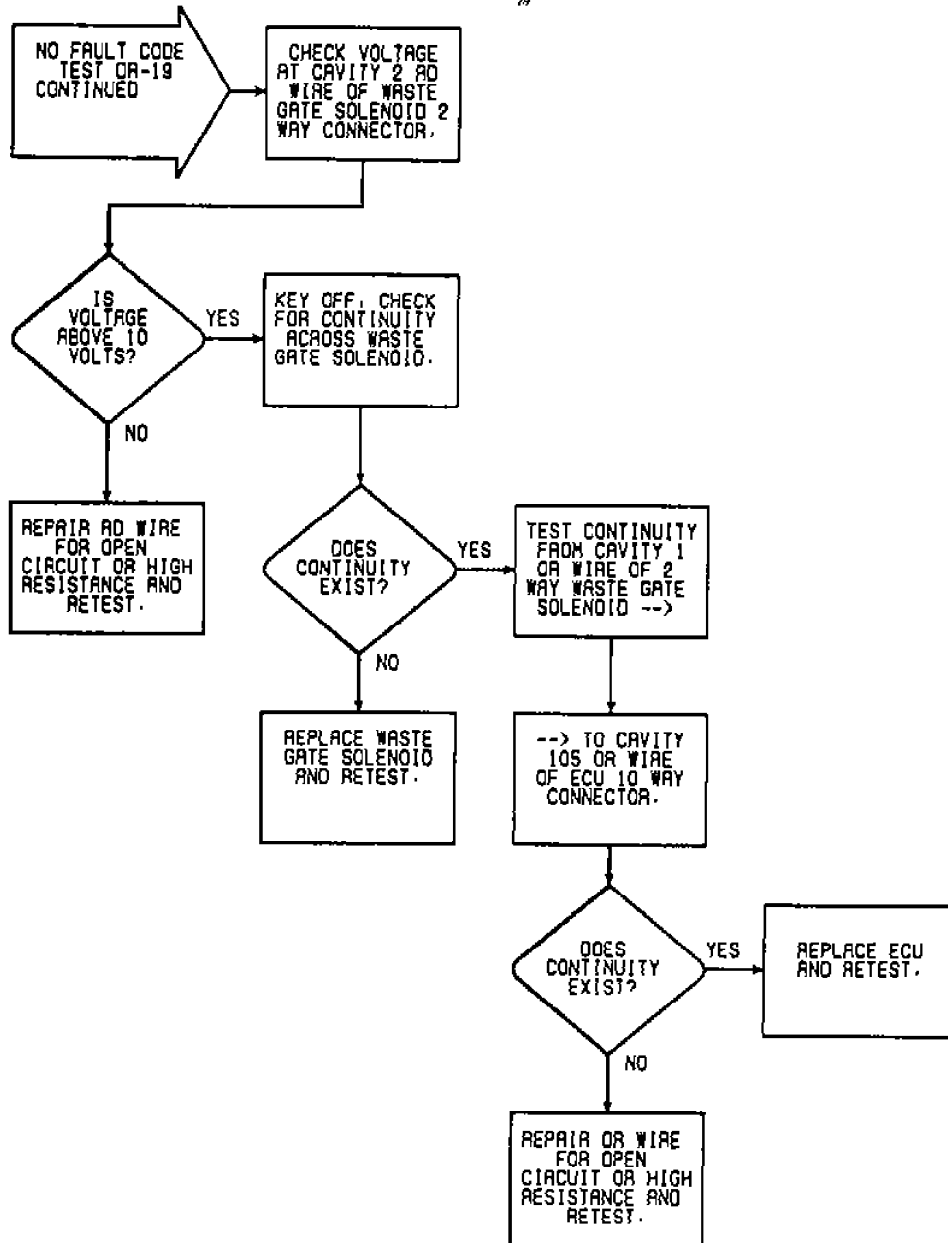 NO FAULT CODE
TEST DR-19
CONTINUED
CHECK VOLTAGE
AT CAVITY 2 RD
WIRE OF WASTE
GATE SOLENOID 2
WAY CONNECTOR.
IS
VOLTAGE
ABOVE 10
VOLTS?
YES
NO
KEY OFF, CHECK
FOR CONTINUITY
ACROSS WASTE
GATE SOLENOID.
REPAIR RD WIRE
FOR OPEN
CIRCUIT OR HIGH
RESISTANCE AND
RETEST.
DOES
CONTINUITY
EXIST?
YES
NO
TEST CONTINUITY
FROM CAVITY 1
OR WIRE OF 2
WAY WASTE GATE
SOLENOID -->
REPLACE WASTE
GATE SOLENOID
AND RETEST.
--> TO CAVITY
105 OR WIRE
OF ECU 10 WAY
CONNECTOR.
DOES
CONTINUITY
EXIST?
YES
NO
REPLACE ECU
AND RETEST.
REPAIR OR WIRE
FOR OPEN
CIRCUIT OR HIGH
RESISTANCE AND
RETEST.